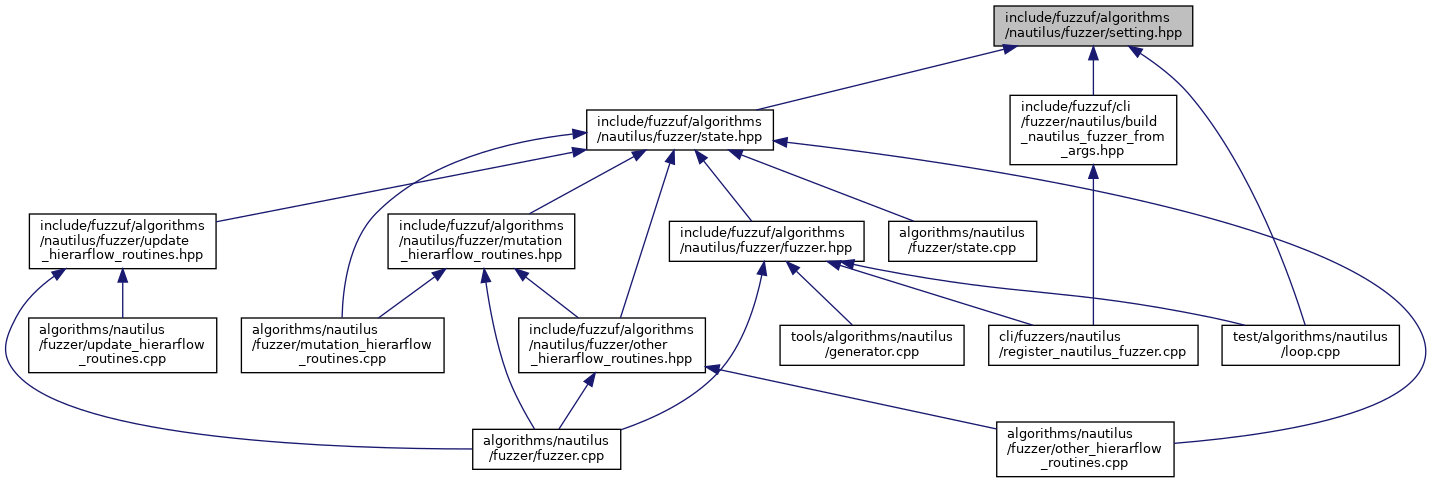 include/fuzzuf/algorithms
/nautilus/fuzzer/setting.hpp
include/fuzzuf/algorithms
/nautilus/fuzzer/state.hpp
include/fuzzuf/cli
/fuzzer/nautilus/build
_nautilus_fuzzer_from
_args.hpp
include/fuzzuf/algorithms
/nautilus/fuzzer/update
_hierarflow_routines.hpp
include/fuzzuf/algorithms
/nautilus/fuzzer/mutation
_hierarflow_routines.hpp
include/fuzzuf/algorithms
/nautilus/fuzzer/fuzzer.hpp
algorithms/nautilus
/fuzzer/state.cpp
algorithms/nautilus
/fuzzer/update_hierarflow
_routines.cpp
algorithms/nautilus
/fuzzer/mutation_hierarflow
_routines.cpp
include/fuzzuf/algorithms
/nautilus/fuzzer/other
_hierarflow_routines.hpp
tools/algorithms/nautilus
/generator.cpp
cli/fuzzers/nautilus
/register_nautilus_fuzzer.cpp
test/algorithms/nautilus
/loop.cpp
algorithms/nautilus
/fuzzer/fuzzer.cpp
algorithms/nautilus
/fuzzer/other_hierarflow
_routines.cpp